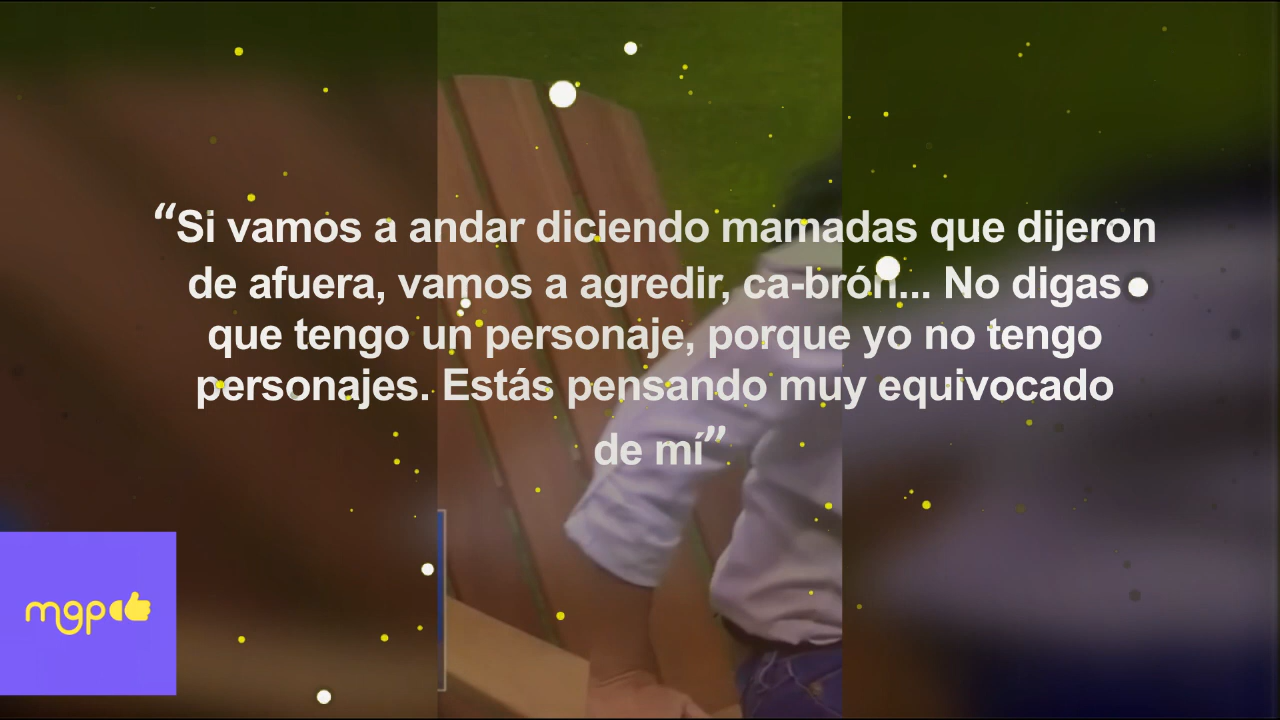 “Si vamos a andar diciendo mamadas que dijeron
de afuera, vamos a agredir, ca-brón... No digas
que tengo un personaje, porque yo no tengo
personajes. Estás pensando muy equivocado
de mí”
mgp